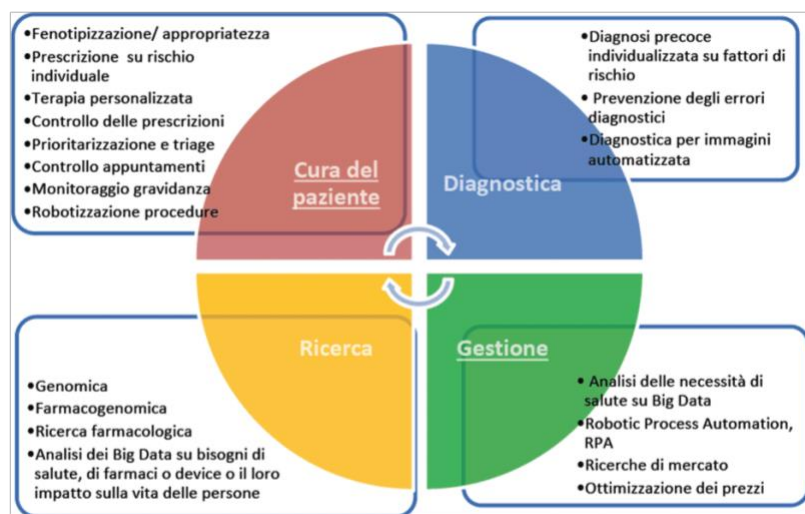 •Fenotipizzazione/ appropriatezza
•Prescrizione su rischio
individuale
•Terapia personalizzata
•Controllo delle prescrizioni
•Prioritarizzazione e triage
•Controllo appuntamenti
•Monitoraggio gravidanza
•Robotizzazione procedure
Cura del
paziente
• Diagnosi precoce
individualizzata su fattori di
rischio
• Prevenzione degli errori
diagnostici
•Diagnostica per immagini
automatizzata
Diagnostica
Ricerca
•Genomica
•Farmacogenomica
•Ricerca farmacologica
•Analisi dei Big Data su bisogni di
salute, di farmaci o device o il loro
impatto sulla vita delle persone
Gestione
• Analisi delle necessità di
salute su Big Data
•Robotic Process Automation,
RPA
•Ricerche di mercato
•Ottimizzazione dei prezzi